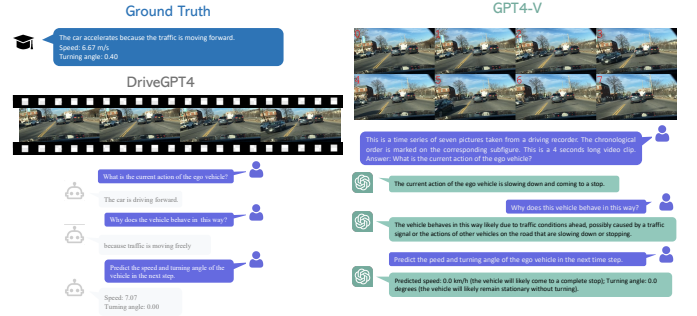 Ground Truth
The car accelerates because the traffic is moving forward.
Speed: 6.67 m/s
Turning angle: 0.40
DriveGPT4
What is the current action of the ego vehicle?
The car is driving forward.
Why does the vehicle behave in this way?
because traffic is moving freely
Predict the speed and turning angle of the
vehicle in the next step.
Speed: 7.07
Turning angle: 0.00
GPT4-V
This is a time series of seven pictures taken from a driving recorder. The chronological
order is marked on the corresponding subfigure. This is a 4 seconds long video clip.
Answer: What is the current action of the ego vehicle?
The current action of the ego vehicle is slowing down and coming to a stop.
Why does this vehicle behave in this way?
The vehicle behaves in this way likely due to traffic conditions ahead, possibly caused by a traffic
signal or the actions of other vehicles on the road that are slowing down or stopping.
Predict the peed and turning angle of the ego vehicle in the next time step.
Predicted speed: 0.0 km/h (the vehicle will likely come to a complete stop); Turning angle: 0.0
degrees (the vehicle will likely remain stationary without turning).